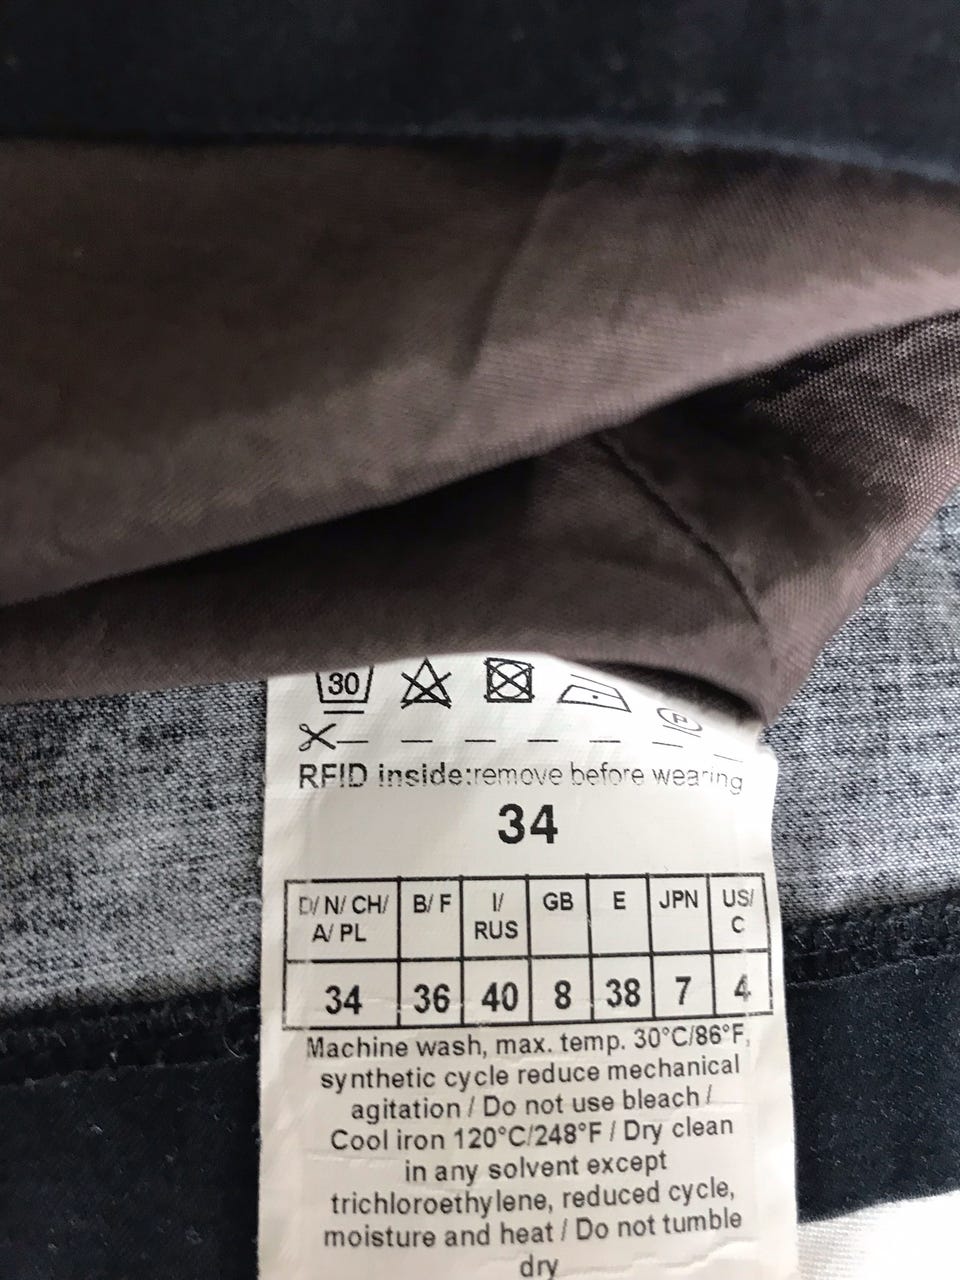 30
P
RFID inside:remove before wearing
34
D/ N/ CH/ A/ PL B/ F I/ RUS GB E JPN US/ C
34 36 40 8 38 7 4
Machine wash, max. temp. 30°C/86°F,
synthetic cycle reduce mechanical
agitation / Do not use bleach /
Cool iron 120°C/248°F / Dry clean
in any solvent except
trichloroethylene, reduced cycle,
moisture and heat / Do not tumble
dry